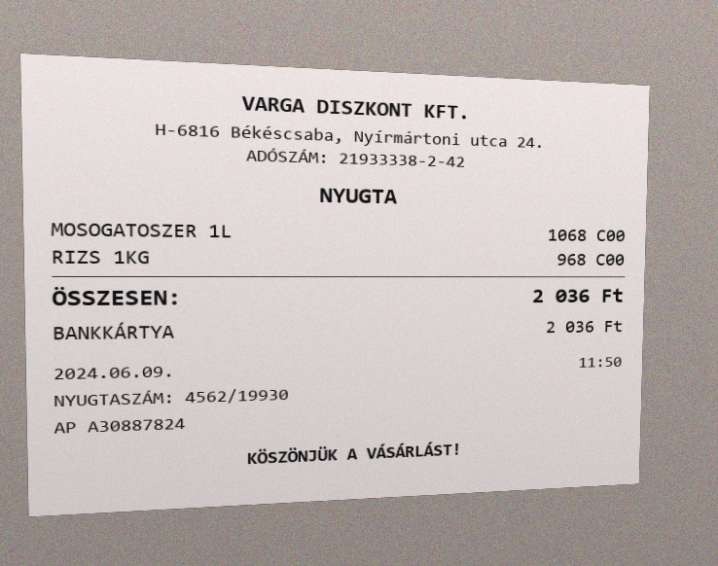 VARGA DISZKONT KFT.
H-6816 Békéscsaba, Nyírmártoni utca 24.
ADÓSZÁM: 21933338-2-42
NYUGTA
MOSOGATOSZER 1L 1068 C00
RIZS 1KG 968 C00
ÖSSZESEN: 2 036 Ft
BANKKÁRTYA 2 036 Ft
2024.06.09. 11:50
NYUGTASZÁM: 4562/19930
AP A30887824
KÖSZÖNJÜK A VÁSÁRLÁST!